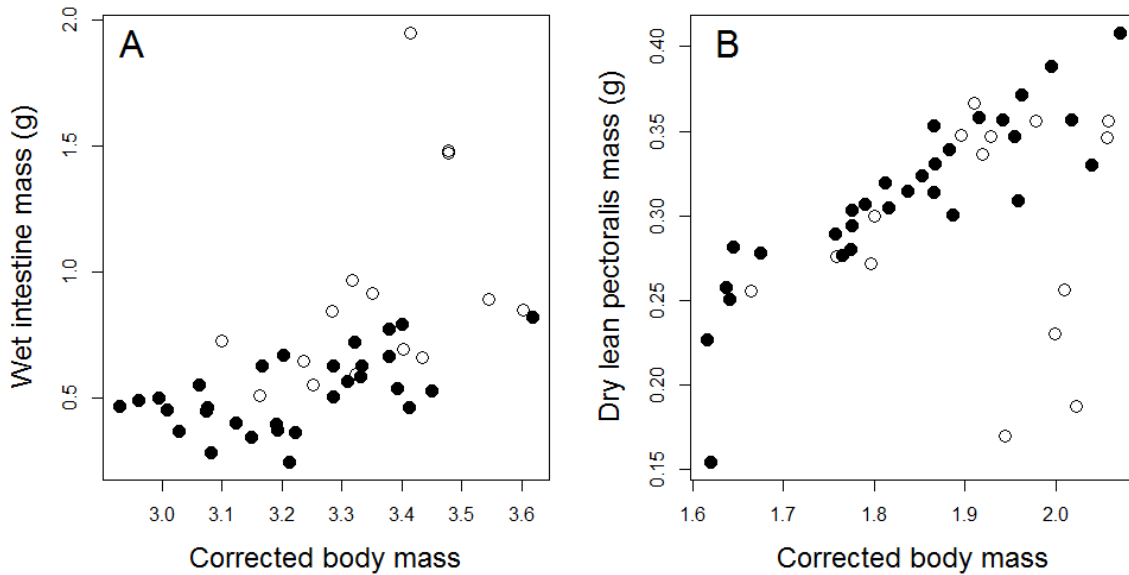 A
Wet intestine mass (g)
2.0
1.5
1.0
0.5
3.0 3.1 3.2 3.3 3.4 3.5 3.6
Corrected body mass
B
Dry lean pectoralis mass (g)
0.40
0.35
0.30
0.25
0.20
0.15
1.6 1.7 1.8 1.9 2.0
Corrected body mass